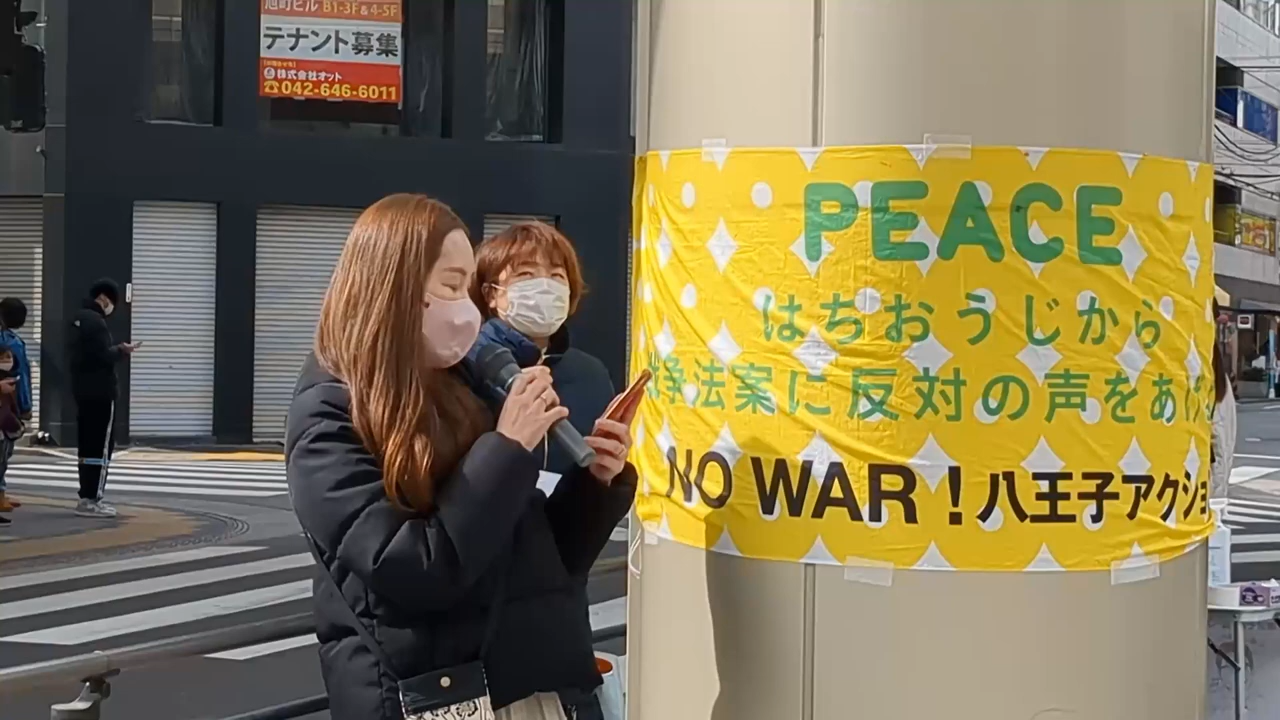 旭町ビル B1-3F&4-5F
テナント募集
株式会社オット
☎042-646-6011
PEACE
はちおうじから
争法案に反対の声をあ
NO WAR!八王子アクショ